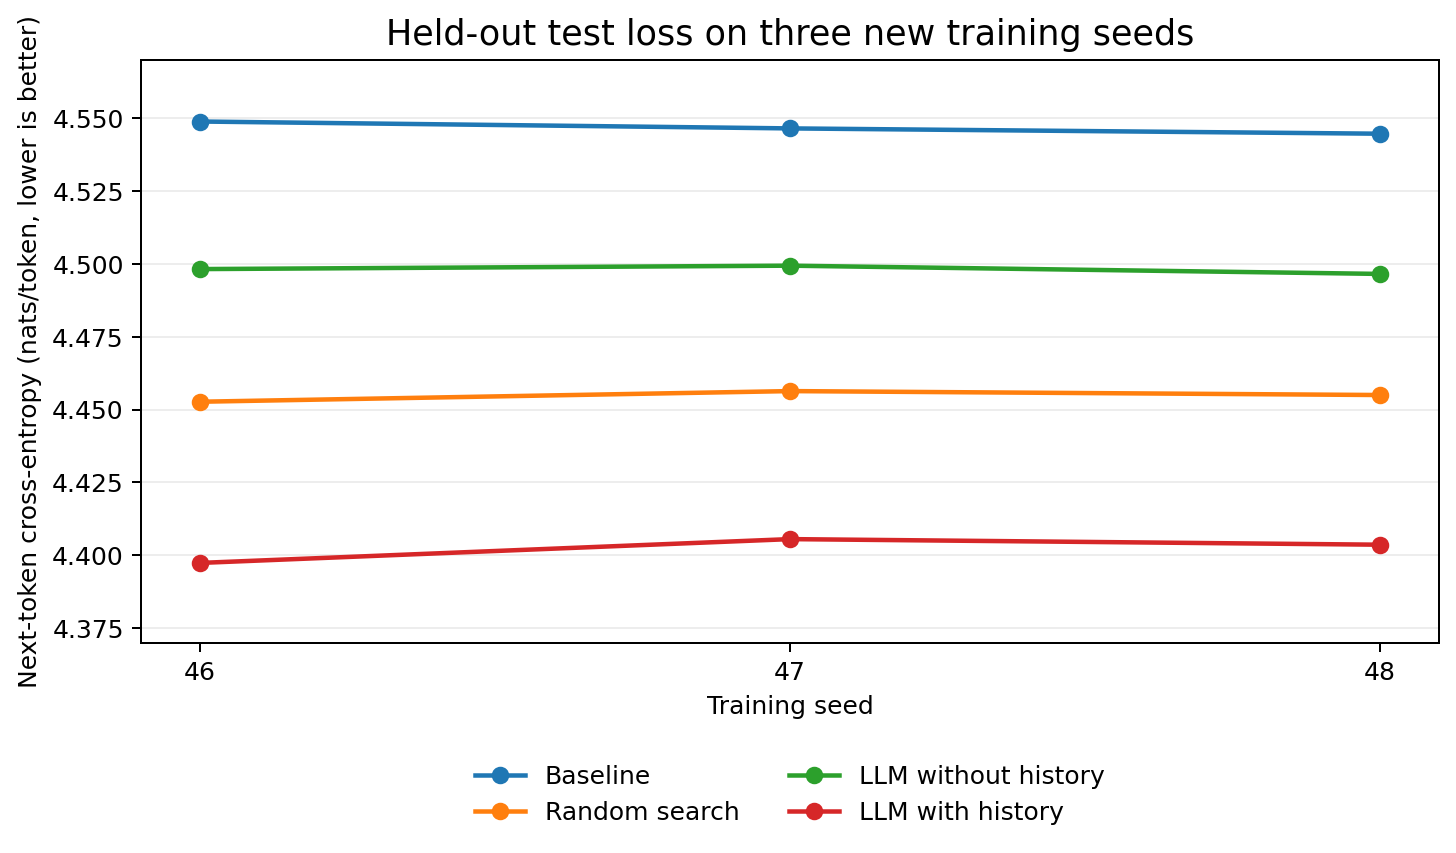 Held-out test loss on three new training seeds
Next-token cross-entropy (nats/token, lower is better)
4.550
4.525
4.500
4.475
4.450
4.425
4.400
4.375
46
47
48
Training seed
Baseline
Random search
LLM without history
LLM with history